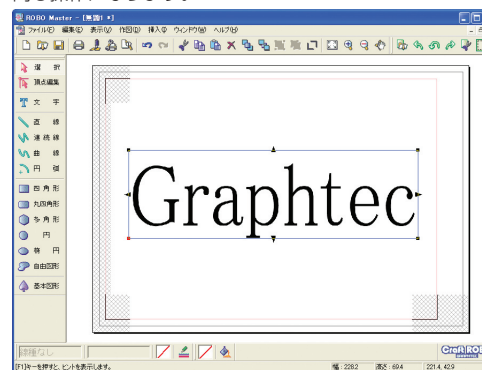 ROBO Master - [無題1 *]
ファイル(F) 編集(E) 表示(V) 作図(D) 挿入(I) ウィンドウ(W) ヘルプ(H)
選 択
頂点編集
文 字
直 線
連 続 線
曲 線
円 弧
四 角 形
丸四角形
多 角 形
円
楕 円
自由図形
基本図形
Graphtec
線種なし
Craft ROBO
[F1]キーを押すと、ヒントを表示します。 幅 : 228.2 高さ : 69.4 221.4, 42.9